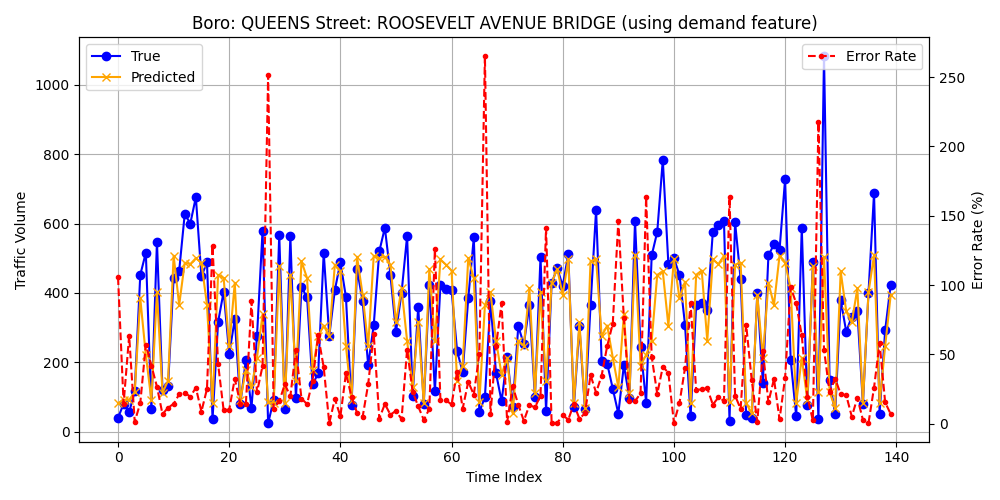 Boro: QUEENS Street: ROOSEVELT AVENUE BRIDGE (using demand feature)
True
Predicted
Error Rate
Traffic Volume
1000
800
600
400
200
0
250
200
150
100
50
0
Error Rate (%)
0 20 40 60 80 100 120 140
Time Index